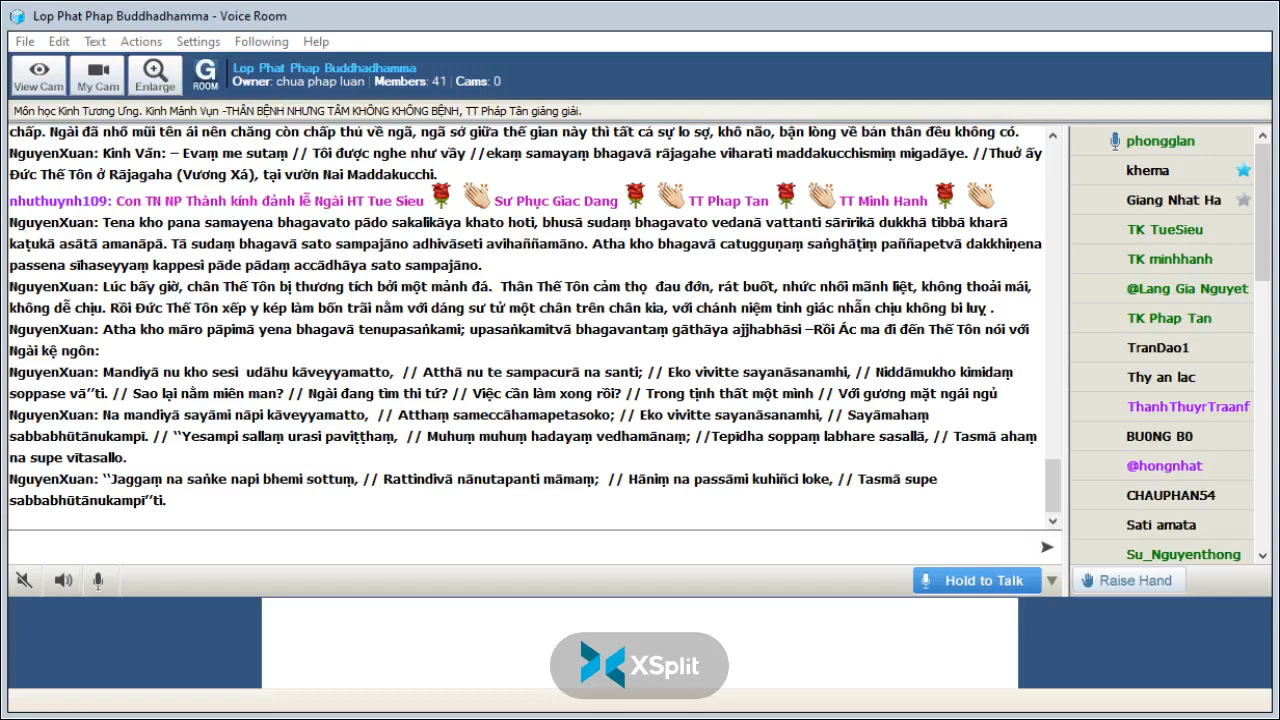 Lop Phat Phap Buddhadhamma - Voice Room
File Edit Text Actions Settings Following Help
View Cam My Cam Enlarge G ROOM
Lop Phat Phap Buddhadhamma
Owner: chua phap luan | Members: 41 | Cams: 0
Môn học Kinh Tương Ưng. Kinh Mảnh Vụn -THÂN BỆNH NHƯNG TÂM KHÔNG KHÔNG BỆNH, TT Pháp Tân giảng giải.
chấp. Ngài đã nhổ mũi tên ái nên chăng còn chấp thủ về ngã, ngã sở giữa thế gian này thì tất cả sự lo sợ, khổ não, bận lòng về bản thân đều không có.
NguyenXuan: Kinh Văn: – Evaṃ me sutaṃ // Tôi được nghe như vầy //ekaṃ samayaṃ bhagavā rājagahe viharati maddakucchismiṃ migadāye. //Thuở ấy
Đức Thế Tôn ở Rājagaha (Vương Xá), tại vườn Nai Maddakucchi.
nhuthuynh109: Con TN NP Thành kính đảnh lễ Ngài HT Tue Sieu Sư Phục Giac Dang TT Phap Tan TT Minh Hanh
NguyenXuan: Tena kho pana samayena bhagavato pādo sakalikāya khato hoti, bhusā sudaṃ bhagavato vedanā vattanti sārīrikā dukkhā tibbā kharā
kaṭukā asātā amanāpā. Tā sudaṃ bhagavā sato sampajāno adhivāseti avihaññamāno. Atha kho bhagavā catugguṇaṃ saṅghāṭiṃ paññapetvā dakkhiṇena
passena sīhaseyyaṃ kappesi pāde pādaṃ accādhāya sato sampajāno.
NguyenXuan: Lúc bấy giờ, chân Thế Tôn bị thương tích bởi một mảnh đá. Thân Thế Tôn cảm thọ đau đớn, rát buốt, nhức nhối mãnh liệt, không thoải mái,
không dễ chịu. Rồi Đức Thế Tôn xếp y kép làm bốn trãi nằm với dáng sư tử một chân trên chân kia, với chánh niệm tỉnh giác nhẫn chịu không bi luỵ .
NguyenXuan: Atha kho māro pāpimā yena bhagavā tenupasaṅkami; upasaṅkamitvā bhagavantaṃ gāthāya ajjhabhāsi –Rồi Ác ma đi đến Thế Tôn nói với
Ngài kệ ngôn:
NguyenXuan: Mandiyā nu kho sesi udāhu kāveyyamatto, // Atthā nu te sampacurā na santi; // Eko vivitte sayanāsanamhi, // Niddāmukho kimidaṃ
soppase vā’’ti. // Sao lại nằm miên man? // Ngài đang tìm thi tứ? // Việc cần làm xong rồi? // Trong tịnh thất một mình // Với gương mặt ngái ngủ
NguyenXuan: Na mandiyā sayāmi nāpi kāveyyamatto, // Atthaṃ sameccāhamapetasoko; // Eko vivitte sayanāsanamhi, // Sayāmahaṃ
sabbabhūtānukampī. // ‘‘Yesampi sallaṃ urasi paviṭṭhaṃ, // Muhuṃ muhuṃ hadayaṃ vedhamānaṃ; //Tepīdha soppaṃ labhare sasallā, // Tasmā ahaṃ
na supe vītasallo.
NguyenXuan: ‘‘Jaggaṃ na saṅke napi bhemi sottuṃ, // Rattindivā nānutapanti māmaṃ; // Hāniṃ na passāmi kuhiñci loke, // Tasmā supe
sabbabhūtānukampī’’ti.
phongglan
khema
Giang Nhat Ha
TK TueSieu
TK minhhanh
@Lang Gia Nguyet
TK Phap Tan
TranDao1
Thy an lac
ThanhThuyrTraanf
BU0NG B0
@hongnhat
CHAUPHAN54
Sati amata
Su_Nguyenthong
Hold to Talk
Raise Hand
XSplit